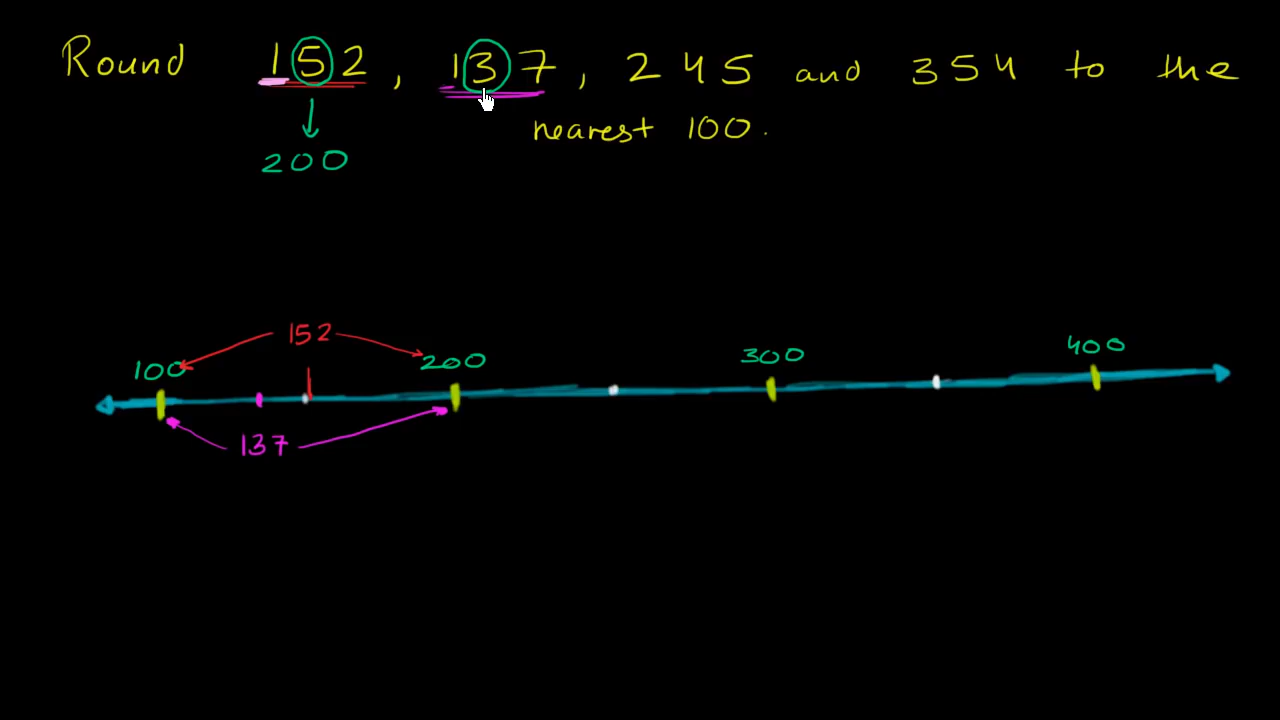 Round 152, 137, 245 and 354 to the
nearest 100.
200
152
100 200 300 400
137